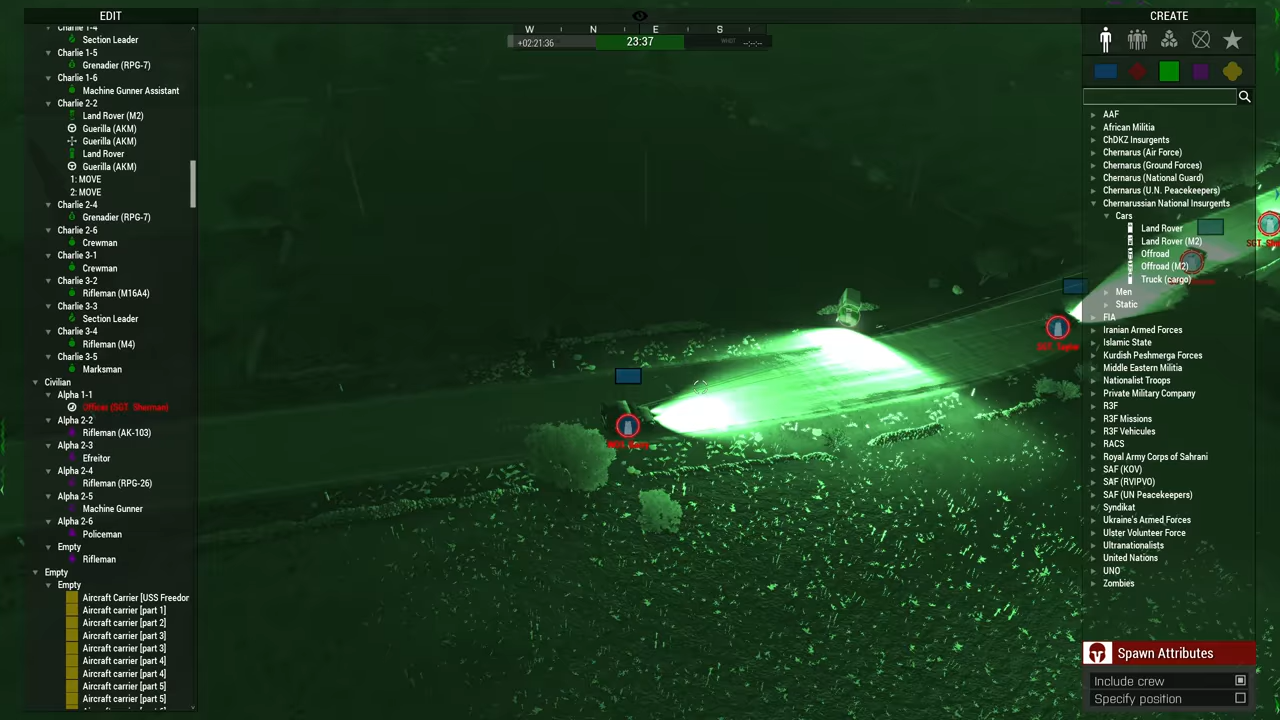 EDIT
Charlie 1-4
Section Leader
Charlie 1-5
Grenadier (RPG-7)
Charlie 1-6
Machine Gunner Assistant
Charlie 2-2
Land Rover (M2)
Guerilla (AKM)
Guerilla (AKM)
Land Rover
Guerilla (AKM)
1: MOVE
2: MOVE
Charlie 2-4
Grenadier (RPG-7)
Charlie 2-6
Crewman
Charlie 3-1
Crewman
Charlie 3-2
Rifleman (M16A4)
Charlie 3-3
Section Leader
Charlie 3-4
Rifleman (M4)
Charlie 3-5
Marksman
Civilian
Alpha 1-1
Officer (SGT. Sherman)
Alpha 2-2
Rifleman (AK-103)
Alpha 2-3
Efreitor
Alpha 2-4
Rifleman (RPG-26)
Alpha 2-5
Machine Gunner
Alpha 2-6
Policeman
Empty
Rifleman
Empty
Empty
Aircraft Carrier [USS Freedor
Aircraft carrier [part 1]
Aircraft carrier [part 2]
Aircraft carrier [part 3]
Aircraft carrier [part 3]
Aircraft carrier [part 4]
Aircraft carrier [part 4]
Aircraft carrier [part 5]
Aircraft carrier [part 5]
W N E S
+02:21:36 23:37 --:--:--
SGT.
CREATE
AAF
African Militia
ChDKZ Insurgents
Chernarus (Air Force)
Chernarus (Ground Forces)
Chernarus (National Guard)
Chernarus (U.N. Peacekeepers)
Chernarussian National Insurgents
Cars
Land Rover
Land Rover (M2)
Offroad
Offroad (M2)
Truck (cargo)
Men
Static
FIA
Iranian Armed Forces
Islamic State
Kurdish Peshmerga Forces
Middle Eastern Militia
Nationalist Troops
Private Military Company
R3F
R3F Missions
R3F Vehicles
RACS
Royal Army Corps of Sahrani
SAF (KOV)
SAF (RVIPVO)
SAF (UN Peacekeepers)
Syndikat
Ukraine's Armed Forces
Ulster Volunteer Force
Ultranationalists
United Nations
UNO
Zombies
Spawn Attributes
Include crew
Specify position